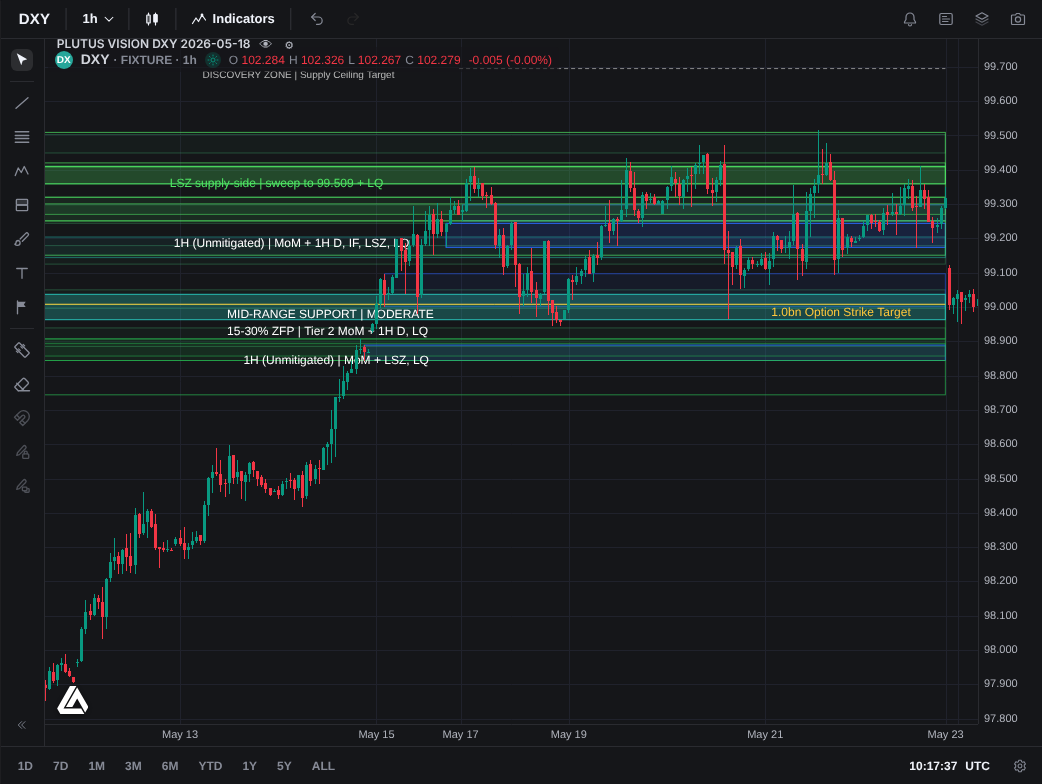 DXY 1h Indicators
PLUTUS VISION DXY 2026-05-18
DX DXY · FIXTURE · 1h O 102.284 H 102.326 L 102.267 C 102.279 -0.005 (-0.00%)
DISCOVERY ZONE | Supply Ceiling Target
99.700
99.600
99.500
99.400
LSZ supply-side | sweep to 99.509 + LQ
99.300
99.200
1H (Unmitigated) | MoM + 1H D, IF, LSZ, LQ
99.100
99.000
MID-RANGE SUPPORT | MODERATE
1.0bn Option Strike Target
15-30% ZFP | Tier 2 MoM + 1H D, LQ
98.900
1H (Unmitigated) | MoM + LSZ, LQ
98.800
98.700
98.600
98.500
98.400
98.300
98.200
98.100
98.000
97.900
97.800
May 13 May 15 May 17 May 19 May 21 May 23
1D 7D 1M 3M 6M YTD 1Y 5Y ALL 10:17:37 UTC